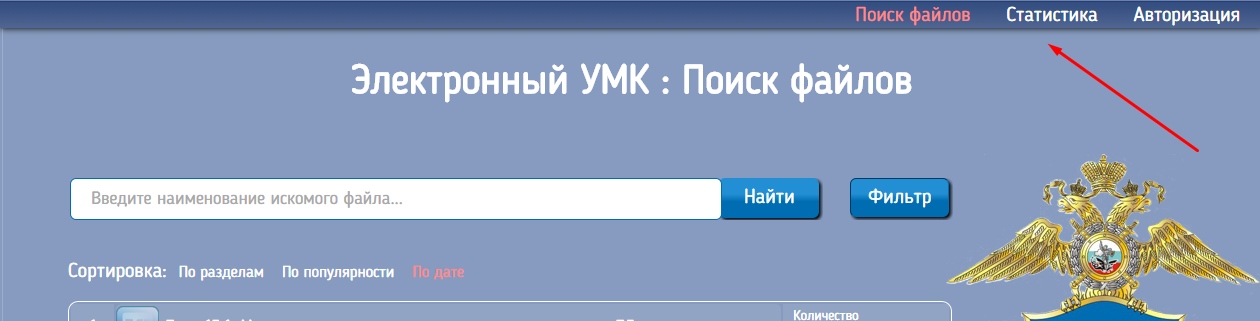 Поиск файлов Статистика Авторизация
Электронный УМК : Поиск файлов
Введите наименование искомого файла... Найти Фильтр
Сортировка: По разделам По популярности По дате
Количество